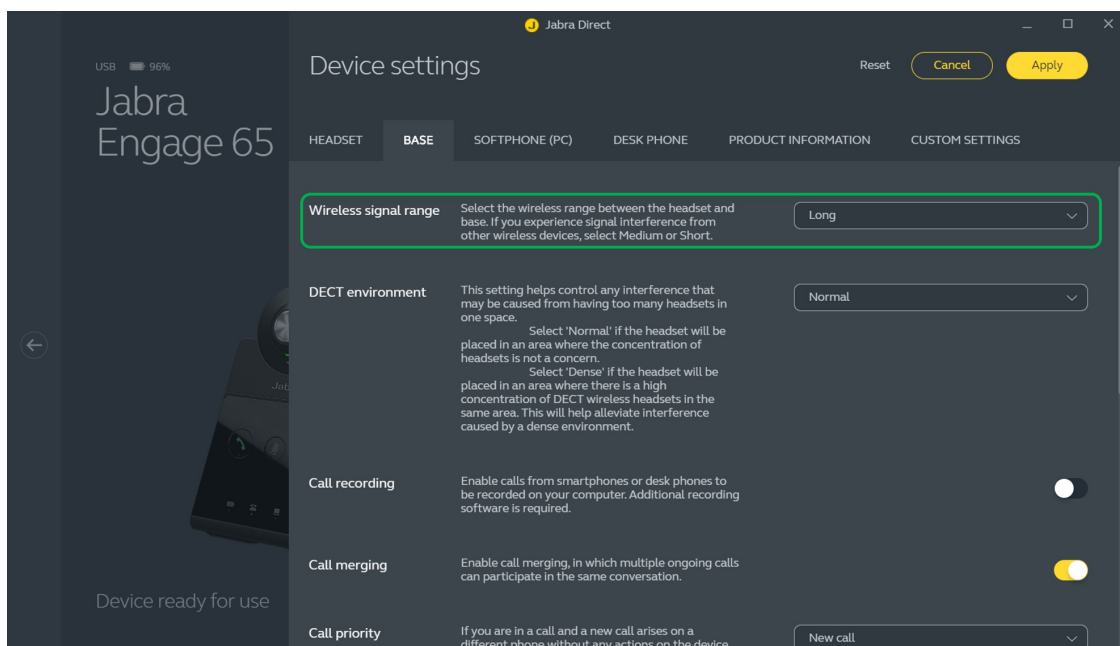 Jabra Direct
USB 96%
Jabra
Engage 65
Device settings
Reset
Cancel
Apply
HEADSET
BASE
SOFTPHONE (PC)
DESK PHONE
PRODUCT INFORMATION
CUSTOM SETTINGS
Wireless signal range
Select the wireless range between the headset and
base. If you experience signal interference from
other wireless devices, select Medium or Short.
Long
DECT environment
This setting helps control any interference that
may be caused from having too many headsets in
one space.
Select 'Normal' if the headset will be
placed in an area where the concentration of
headsets is not a concern.
Select 'Dense' if the headset will be
placed in an area where there is a high
concentration of DECT wireless headsets in the
same area. This will help alleviate interference
caused by a dense environment.
Normal
Call recording
Enable calls from smartphones or desk phones to
be recorded on your computer. Additional recording
software is required.
Call merging
Enable call merging, in which multiple ongoing calls
can participate in the same conversation.
Call priority
If you are in a call and a new call arises on a
different phone without any actions on the device
New call
Device ready for use